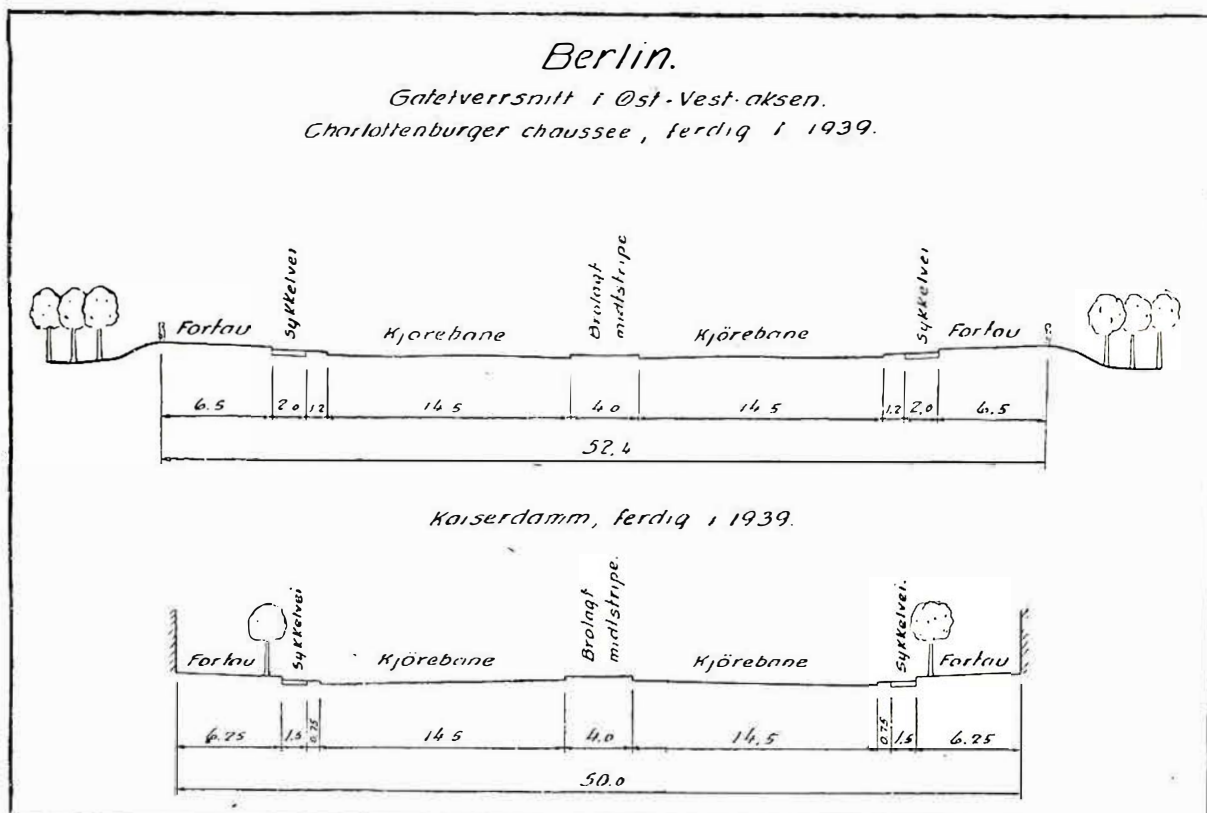 Berlin.
Gatetverrsnitt i Øst-Vest-aksen.
Charlottenburger chaussee, ferdig i 1939.
Sykkelvei
Brolagt
midtstripe
Sykkelvei
Fortau Kjørebane Kjörebane Fortau
6.5 2.0 1.2 14.5 4.0 14.5 1.2 2.0 6.5
52.4
Kaiserdamm, ferdig i 1939.
Sykkelvei
Brolagt
midtstripe.
Sykkelvei.
Fortau Kjörebane Kjörebane Fortau
6.25 1.5 0.75 14.5 4.0 14.5 0.75 1.5 6.25
50.0